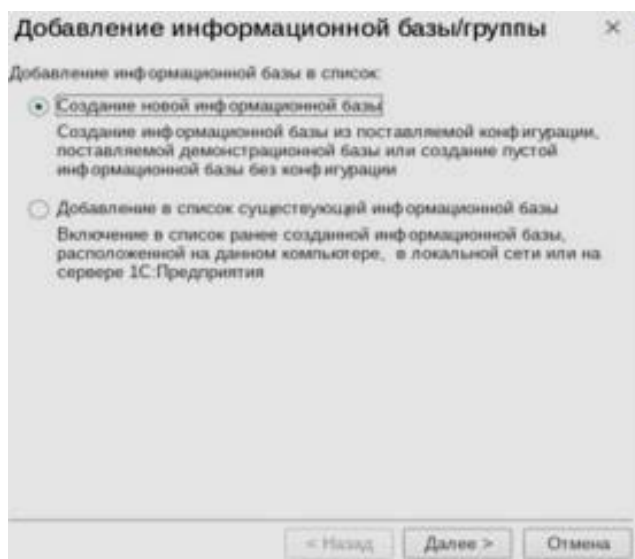 Добавление информационной базы/группы ×
Добавление информационной базы в список:
Создание новой информационной базы
Создание информационной базы из поставляемой конфигурации,
поставляемой демонстрационной базы или создание пустой
информационной базы без конфигурации
Добавление в список существующей информационной базы
Включение в список ранее созданной информационной базы,
расположенной на данном компьютере, в локальной сети или на
сервере 1С:Предприятия
< Назад Далее > Отмена